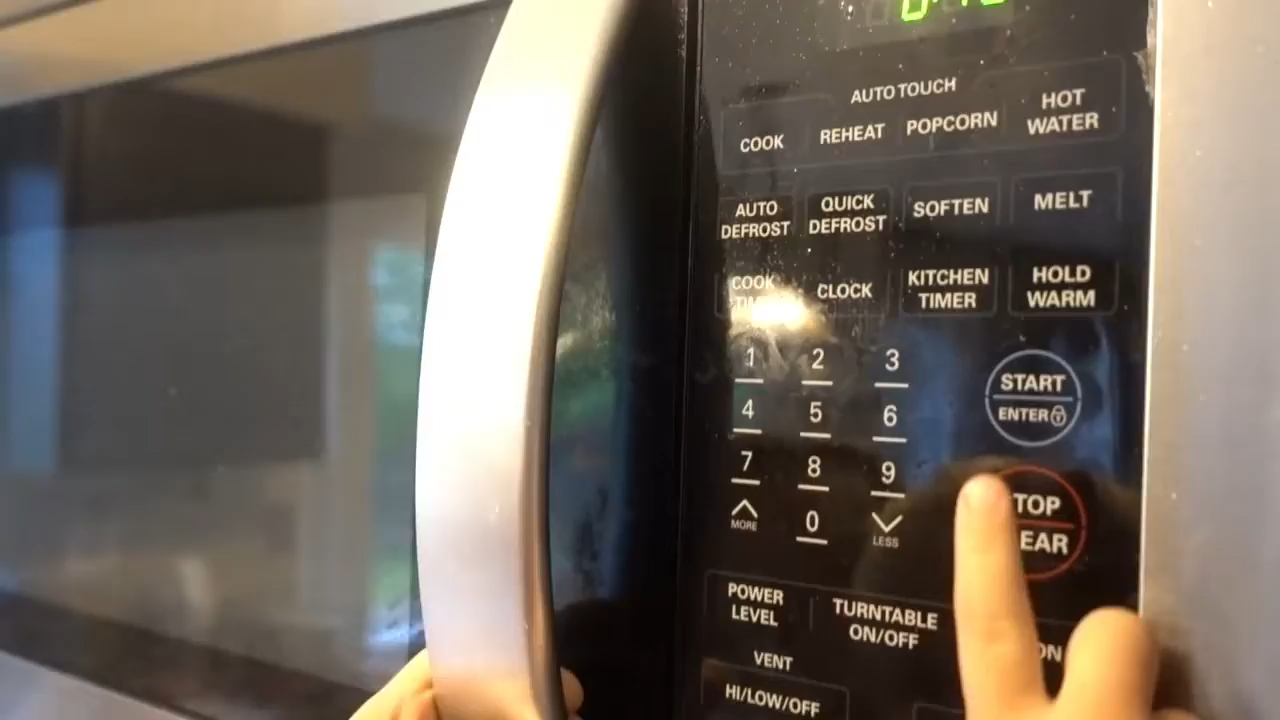 AUTO TOUCH
COOK REHEAT POPCORN HOT WATER
AUTO DEFROST QUICK DEFROST SOFTEN MELT
COOK CLOCK KITCHEN TIMER HOLD WARM
1 2 3
START
ENTER
4 5 6
7 8 9
MORE 0 LESS
POWER LEVEL TURNTABLE ON/OFF
VENT
HI/LOW/OFF